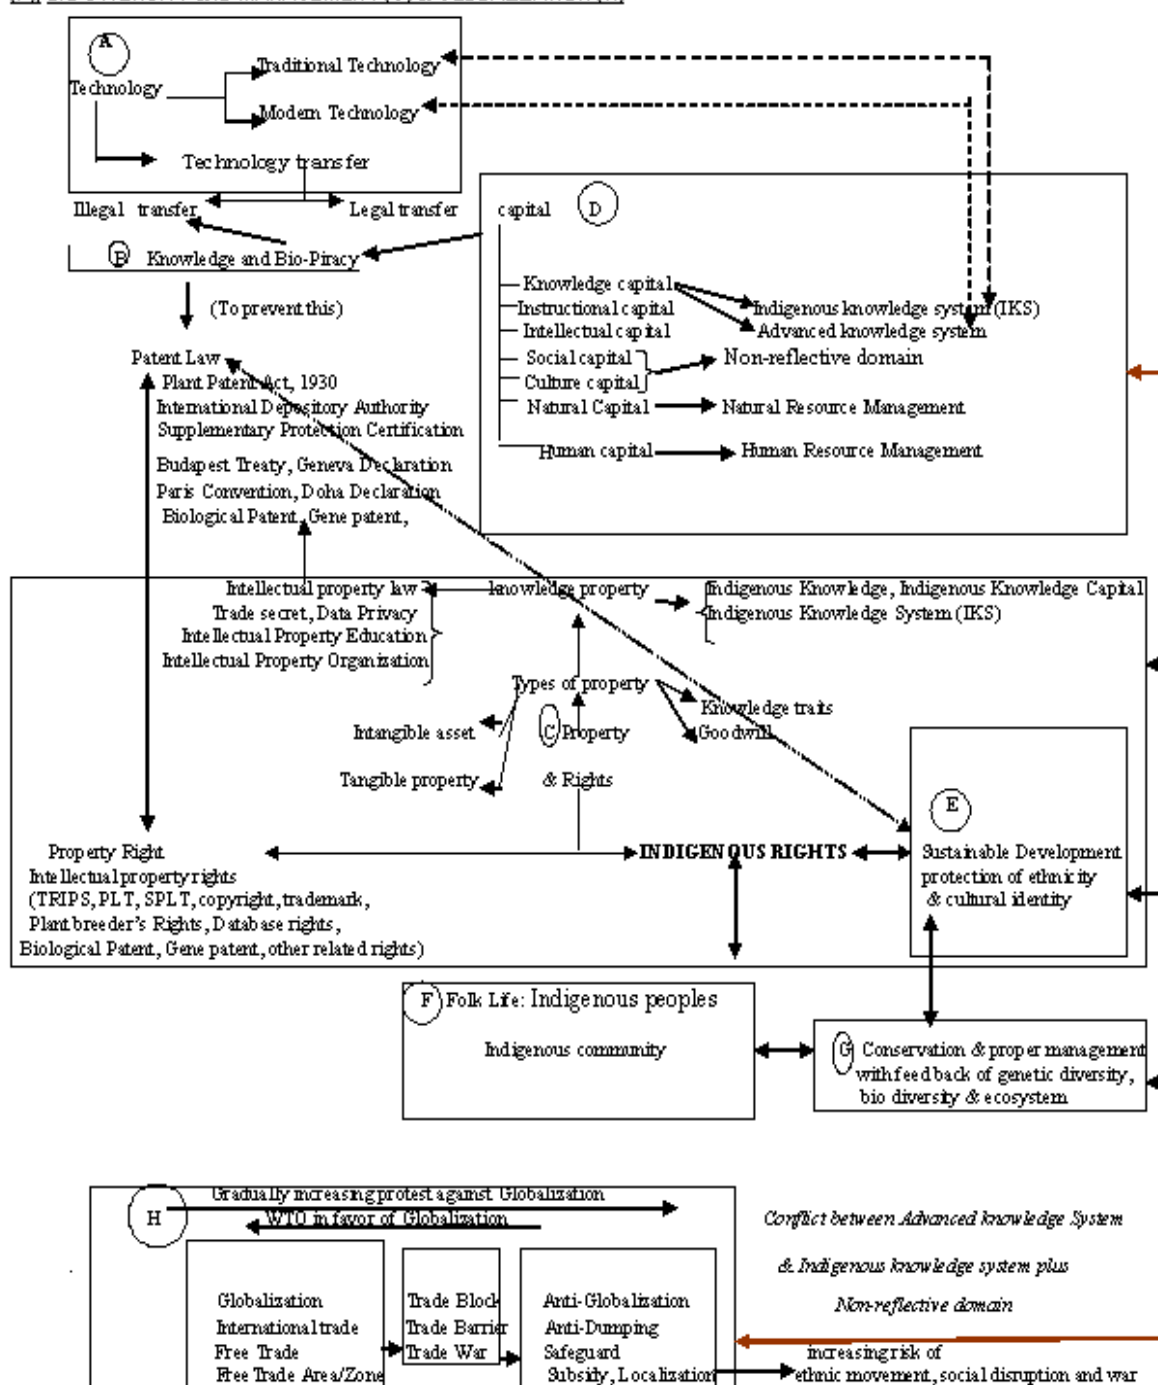 A
Technology
Traditional Technology
Modern Technology
Technology transfer
Illegal transfer
Legal transfer
B Knowledge and Bio-Piracy
(To prevent this)
capital D
Knowledge capital
Instructional capital
Intellectual capital
Social capital
Culture capital
Natural Capital
Human capital
Indigenous knowledge system (IKS)
Advanced knowledge system
Non-reflective domain
Natural Resource Management
Human Resource Management
Patent Law
Plant Patent Act, 1930
International Depository Authority
Supplementary Protection Certification
Budapest Treaty, Geneva Declaration
Paris Convention, Doha Declaration
Biological Patent, Gene patent,
Intellectual property law
Trade secret, Data Privacy
Intellectual Property Education
Intellectual Property Organization
knowledge property
Indigenous Knowledge, Indigenous Knowledge Capital
Indigenous Knowledge System (IKS)
Types of property
Knowledge traits
Goodwill
Intangible asset
C Property
Tangible property
& Rights
E
Property Right
INDIGENOUS RIGHTS
Sustainable Development
protection of ethnicity
& cultural identity
Intellectual property rights
(TRIPS, PLT, SPLT, copyright, trademark,
Plant breeder's Rights, Database rights,
Biological Patent, Gene patent, other related rights)
F Folk Life: Indigenous peoples
Indigenous community
G Conservation & proper management
with feed back of genetic diversity,
bio diversity & ecosystem
H
Gradually increasing protest against Globalization
WTO in favor of Globalization
Globalization
International trade
Free Trade
Free Trade Area/Zone
Trade Block
Trade Barrier
Trade War
Anti-Globalization
Anti-Dumping
Safeguard
Subsidy, Localization
Conflict between Advanced knowledge System
& Indigenous knowledge system plus
Non-reflective domain
increasing risk of
ethnic movement, social disruption and war